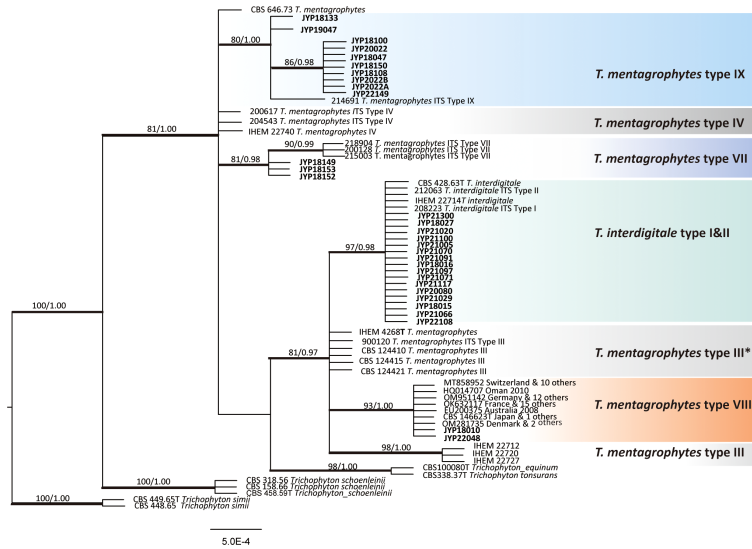 CBS 646.73 T. mentagrophytes
JYP18133
JYP19047
80/1.00
JYP18100
JYP20022
JYP18047
JYP18150
JYP18108
JYP2022B
JYP2022A
JYP22149
86/0.98
214691 T. mentagrophytes ITS Type IX
T. mentagrophytes type IX
200617 T. mentagrophytes ITS Type IV
204543 T. mentagrophytes ITS Type IV
IHEM 22740 T. mentagrophytes IV
T. mentagrophytes type IV
81/1.00
90/0.99
218904 T. mentagrophytes ITS Type VII
200128 T. mentagrophytes ITS Type VII
215003 T. mentagrophytes ITS Type VII
81/0.98
JYP18149
JYP18153
JYP18152
T. mentagrophytes type VII
CBS 428.63T T. interdigitale
212063 T. interdigitale ITS Type II
IHEM 22714T interdigitale
208223 T. interdigitale ITS Type I
JYP21300
JYP18027
JYP21020
JYP21100
JYP21005
JYP21070
JYP21091
JYP18016
JYP21097
JYP21071
JYP21117
JYP20080
JYP21029
JYP18015
JYP21066
JYP22108
97/0.98
T. interdigitale type I&II
100/1.00
IHEM 4268T T. mentagrophytes
900120 T. mentagrophytes ITS Type III
CBS 124410 T. mentagrophytes III
CBS 124415 T. mentagrophytes III
CBS 124421 T. mentagrophytes III
81/0.97
T. mentagrophytes type III*
MT858952 Switzerland & 10 others
HQ014707 Oman 2010
OM951142 Germany & 12 others
OK632117 France & 15 others
EU200375 Australia 2008
CBS 146623T Japan & 1 others
OM281735 Denmark & 2 others
JYP18010
JYP22048
93/1.00
T. mentagrophytes type VIII
98/1.00
IHEM 22712
IHEM 22720
IHEM 22727
T. mentagrophytes type III
98/1.00
CBS100080T Trichophyton_equinum
CBS338.37T Trichophyton tonsurans
100/1.00
CBS 318.56 Trichophyton schoenleinii
CBS 158.66 Trichophyton schoenleinii
CBS 458.59T Trichophyton_schoenleinii
100/1.00
CBS 449.65T Trichophyton simii
CBS 448.65 Trichophyton simii
5.0E-4